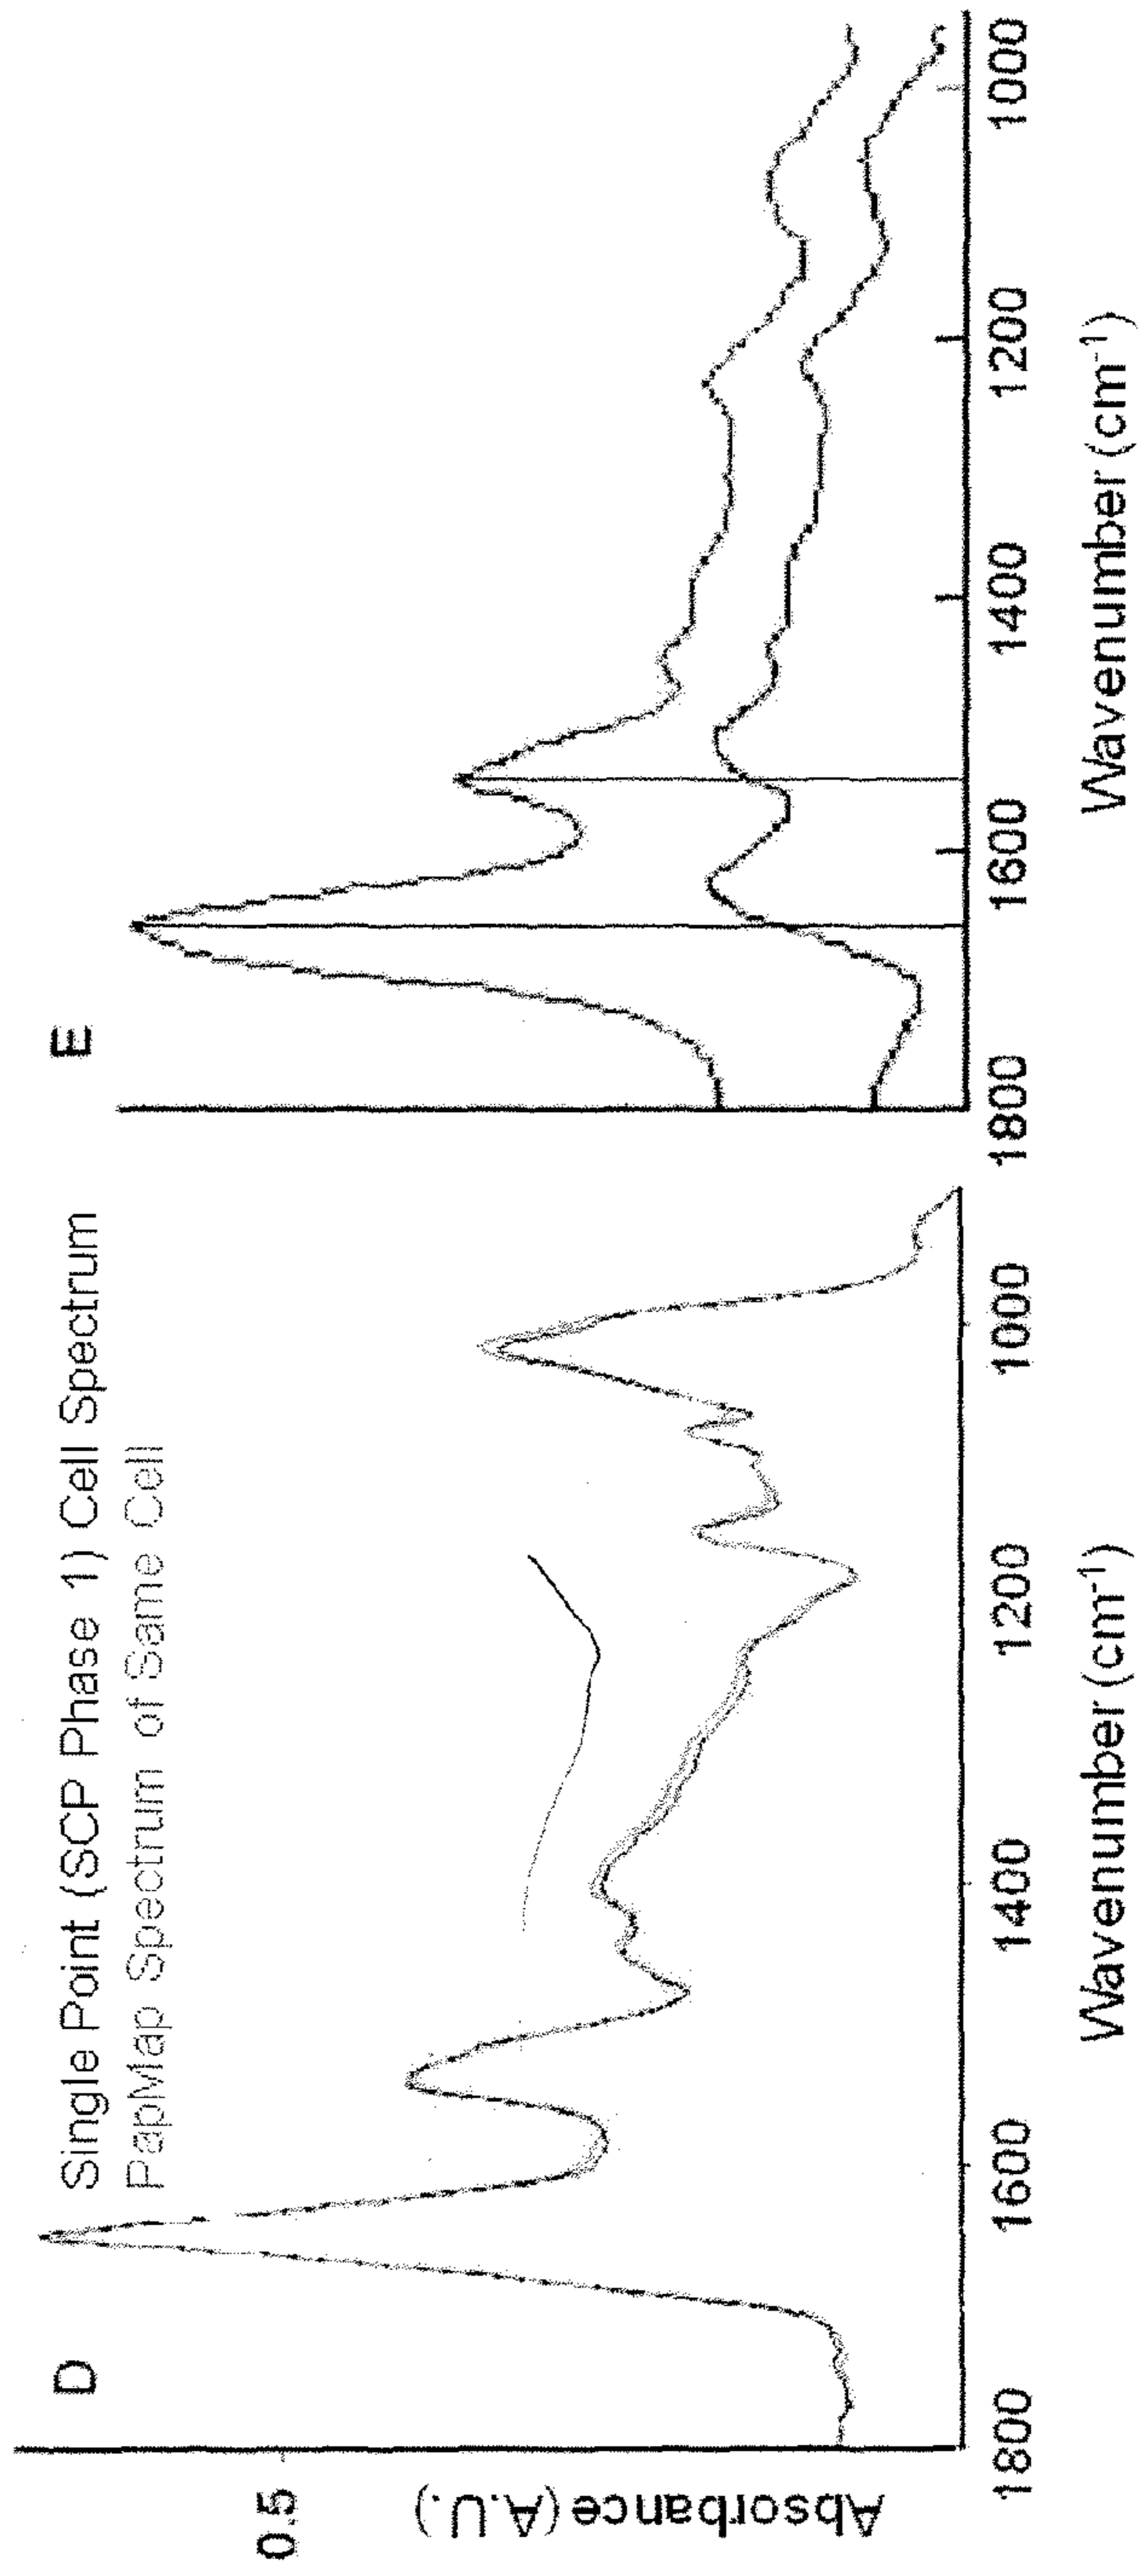 D
Single Point (SCP Phase 1) Cell Spectrum
PapMap Spectrum of Same Cell
0.5
Absorbance (A.U.)
1800 1600 1400 1200 1000
Wavenumber (cm-1)
E
1800 1600 1400 1200 1000
Wavenumber (cm-1)